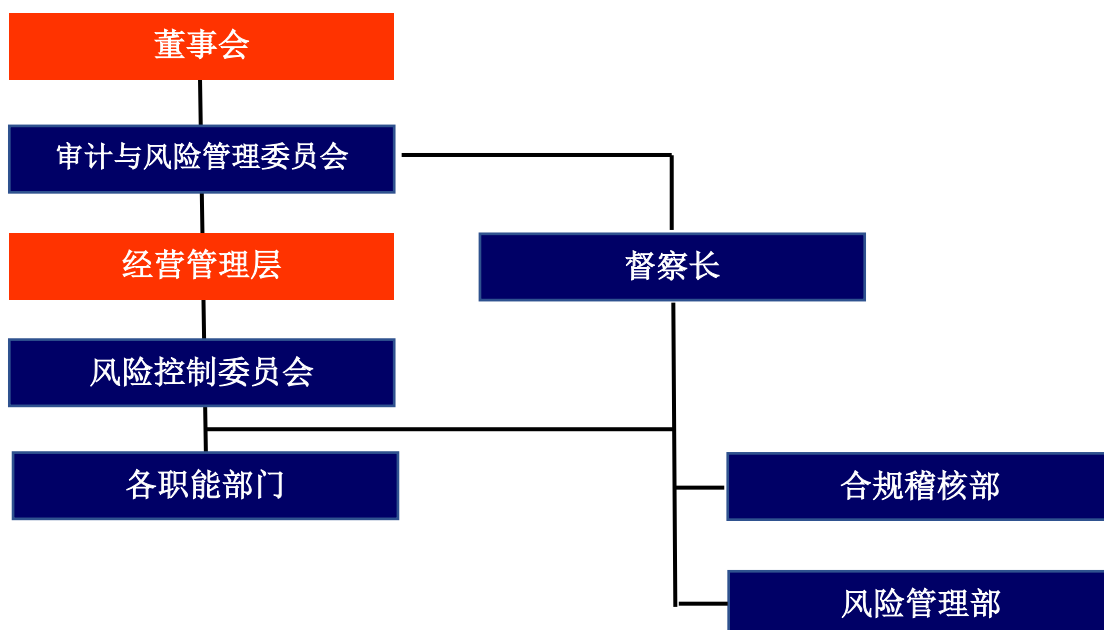 董事会
审计与风险管理委员会
经营管理层
督察长
风险控制委员会
各职能部门
合规稽核部
风险管理部